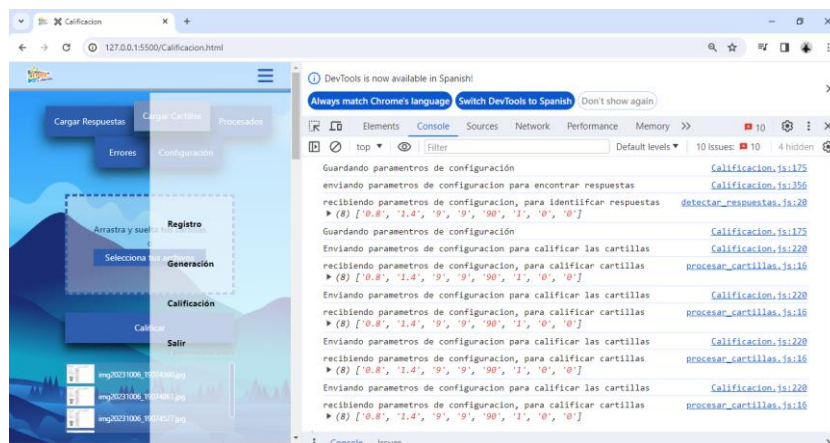 Calificacion
127.0.0.1:5500/Calificacion.html
Cargar Respuestas
Cargar Cartillas
Procesados
Errores
Configuración
Arrastra y suelta
Registro
Selecciona tus archivos
Generación
Calificación
Calificar
Salir
DevTools is now available in Spanish!
Always match Chrome's language Switch DevTools to Spanish Don't show again
Elements Console Sources Network Performance Memory 10
top Filter Default levels 10 Issues: 10 4 hidden
Guardando paramentros de configuración Calificacion.js:175
enviando parametros de configuracion para encontrar respuestas Calificacion.js:356
recibiendo parametros de configuracion, para identiifcar respuestas detectar_respuestas.js:20
(8) ['0.8', '1.4', '9', '9', '90', '1', '0', '0']
Guardando paramentros de configuración Calificacion.js:175
Enviando parametros de configuracion para calificar las cartillas Calificacion.js:220
recibiendo parametros de configuracion, para calificar cartillas procesar_cartillas.js:16
(8) ['0.8', '1.4', '9', '9', '90', '1', '0', '0']
Enviando parametros de configuracion para calificar las cartillas Calificacion.js:220
recibiendo parametros de configuracion, para calificar cartillas procesar_cartillas.js:16
(8) ['0.8', '1.4', '9', '9', '90', '1', '0', '0']
Enviando parametros de configuracion para calificar las cartillas Calificacion.js:220
recibiendo parametros de configuracion, para calificar cartillas procesar_cartillas.js:16
(8) ['0.8', '1.4', '9', '9', '90', '1', '0', '0']
Enviando parametros de configuracion para calificar las cartillas Calificacion.js:220
recibiendo parametros de configuracion, para calificar cartillas procesar_cartillas.js:16
(8) ['0.8', '1.4', '9', '9', '90', '1', '0', '0']
Console Issues